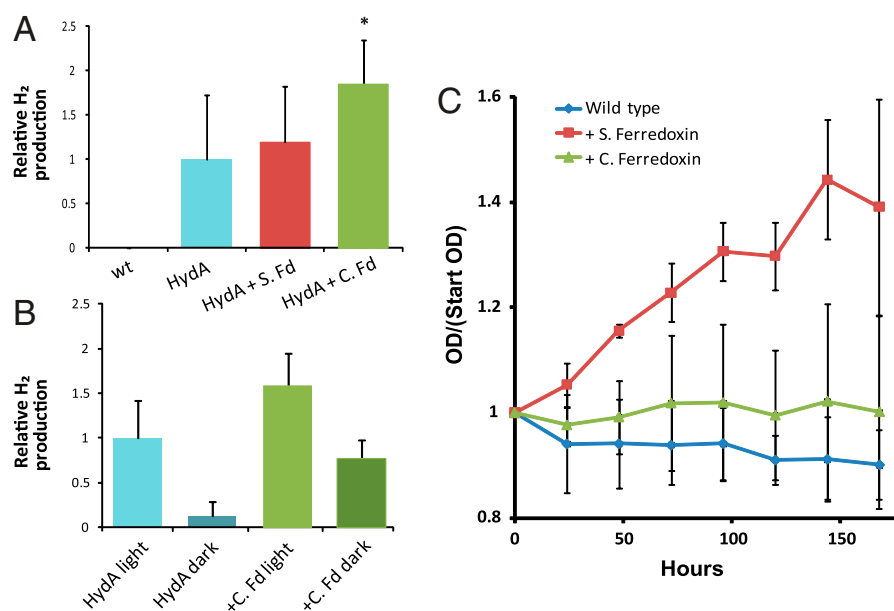 A
Relative H₂
production
2.5
2
1.5
1
0.5
0
*
wt
HydA
HydA + S. Fd
HydA + C. Fd
B
Relative H₂
production
2.5
2
1.5
1
0.5
0
HydA light
HydA dark
+C. Fd light
+C. Fd dark
C
OD/(Start OD)
1.6
1.4
1.2
1
0.8
Wild type
+ S. Ferredoxin
+ C. Ferredoxin
0
50
100
150
Hours